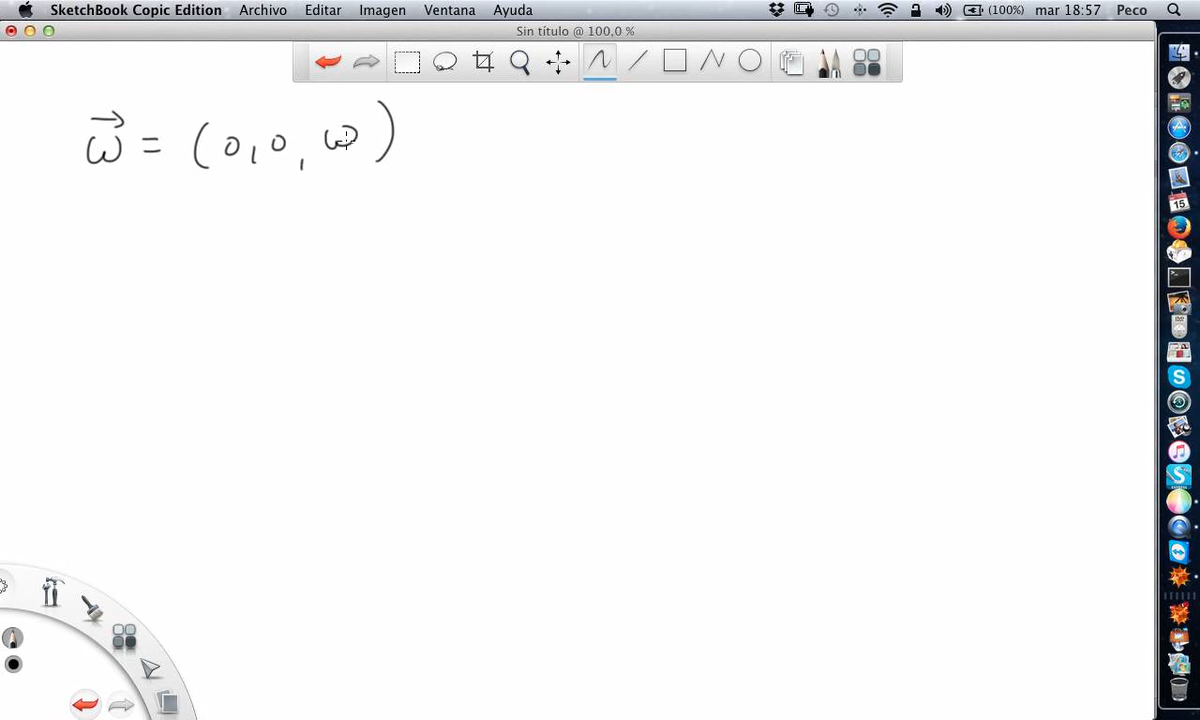 SketchBook Copic Edition Archivo Editar Imagen Ventana Ayuda (100%) mar 18:57 Peco
Sin título @ 100,0 %
ω⃗ = (0, 0, ω)
15